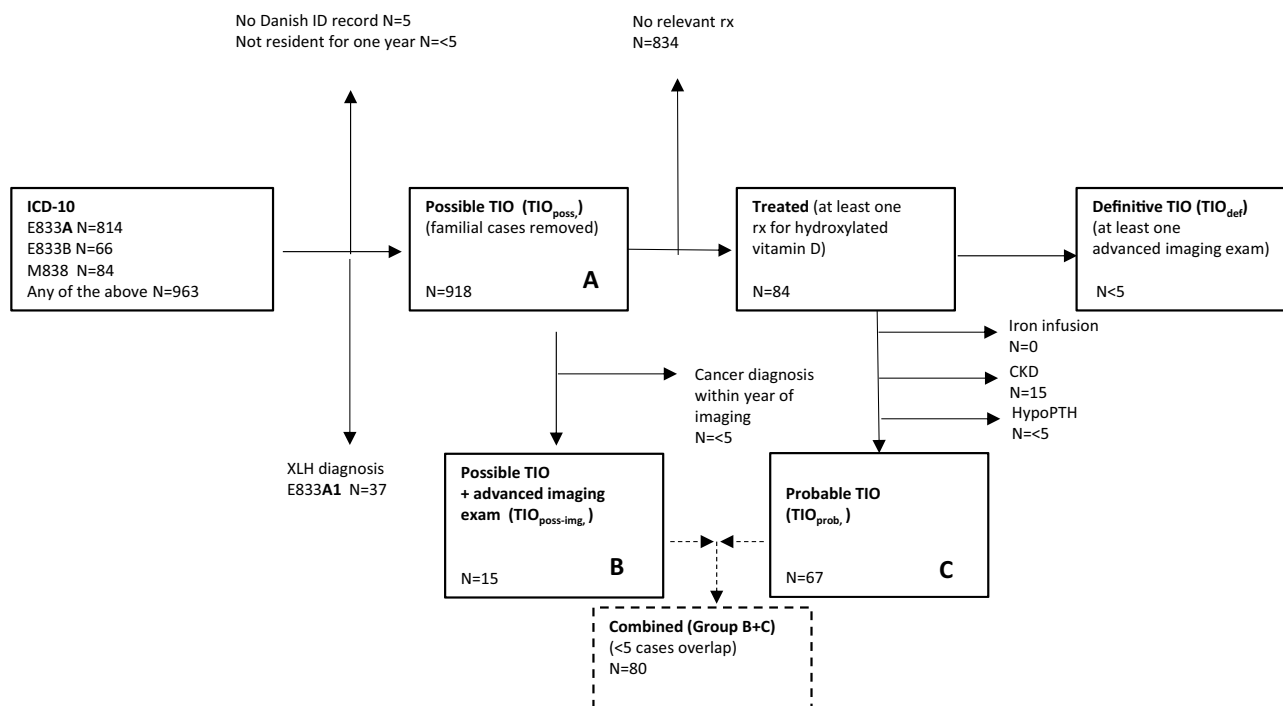 No Danish ID record N=5
Not resident for one year N=<5
No relevant rx
N=834
ICD-10
E833A N=814
E833B N=66
M838 N=84
Any of the above N=963
Possible TIO (TIOposs,)
(familial cases removed)
N=918
A
Treated (at least one
rx for hydroxylated
vitamin D)
N=84
Definitive TIO (TIOdef)
(at least one
advanced imaging exam)
N<5
Iron infusion
N=0
CKD
N=15
HypoPTH
N=<5
Cancer diagnosis
within year of
imaging
N=<5
XLH diagnosis
E833A1 N=37
Possible TIO
+ advanced imaging
exam (TIOposs-img, )
N=15
B
Probable TIO
(TIOprob, )
N=67
C
Combined (Group B+C)
(<5 cases overlap)
N=80